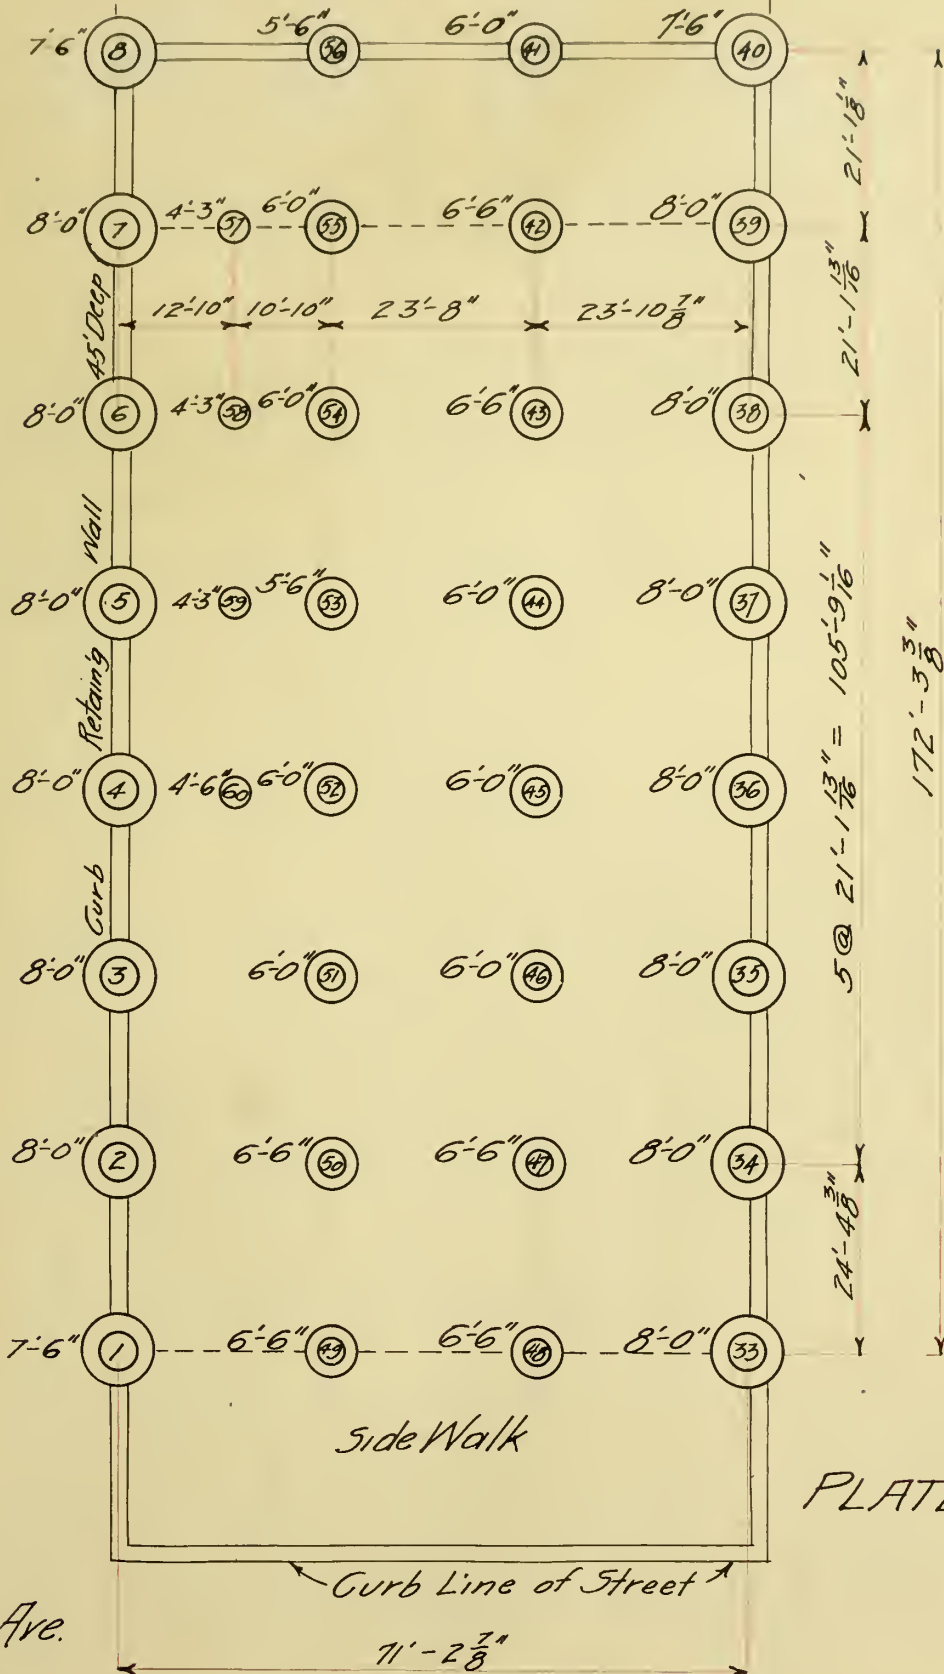 7'-6" 8 5'-6" 56 6'-0" 41 7'-6" 40
21'-1 1/8"
8'-0" 7 4'-3" 57 6'-0" 55 6'-6" 42 8'-0" 39
12'-10" 10'-10" 23'-8" 23'-10 7/8"
21'-1 13/16"
8'-0" 6 4'-3" 58 6'-0" 54 6'-6" 43 8'-0" 38
8'-0" 5 4'-3" 59 5'-6" 53 6'-0" 44 8'-0" 37
8'-0" 4 4'-6" 60 6'-0" 52 6'-0" 45 8'-0" 36
8'-0" 3 6'-0" 51 6'-0" 46 8'-0" 35
8'-0" 2 6'-6" 50 6'-6" 47 8'-0" 34
7'-6" 1 6'-6" 49 6'-6" 48 8'-0" 33
Curb Retaing Wall 45' Deep
5 @ 21'-1 13/16" = 105'-9 1/16"
24'-4 3/8"
172'-3 3/8"
Side Walk
PLATE
Curb Line of Street
Ave.
71'-2 7/8"